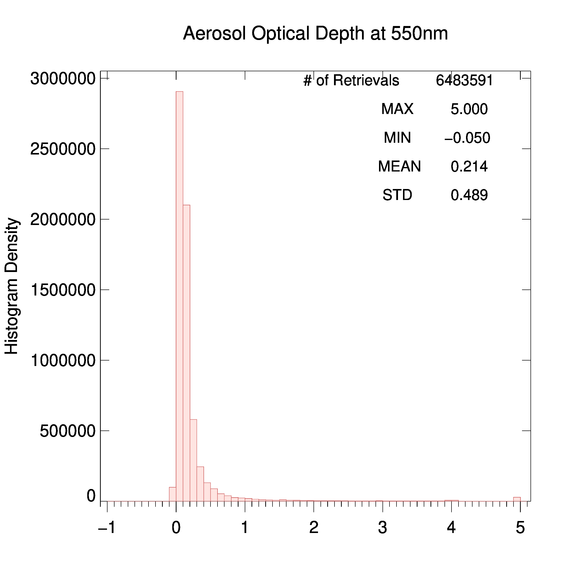 Aerosol Optical Depth at 550nm
# of Retrievals 6483591
MAX 5.000
MIN −0.050
MEAN 0.214
STD 0.489
Histogram Density
3000000
2500000
2000000
1500000
1000000
500000
0
−1 0 1 2 3 4 5